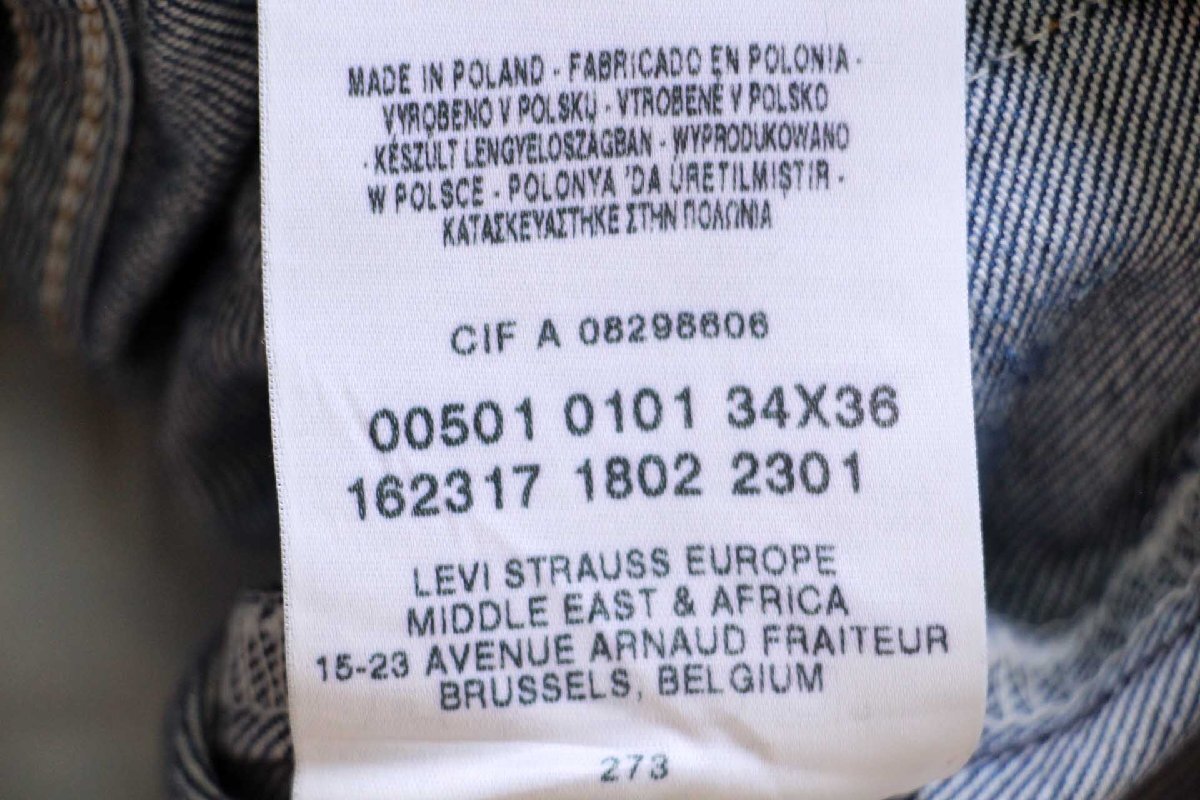 MADE IN POLAND - FABRICADO EN POLONIA -
VYROBENO V POLSKU - VTROBENÉ V POLSKO
- KÉSZÜLT LENGYELOSZAGBAN - WYPRODUKOWANO
W POLSCE - POLONYA 'DA ÜRETILMIŞTIR -
ΚΑΤΑΣΚΕΥΑΣΤΗΚΕ ΣΤΗΝ ΠΟΛΩΝΙΑ
CIF A 08298606
00501 0101 34X36
162317 1802 2301
LEVI STRAUSS EUROPE
MIDDLE EAST & AFRICA
15-23 AVENUE ARNAUD FRAITEUR
BRUSSELS, BELGIUM
273